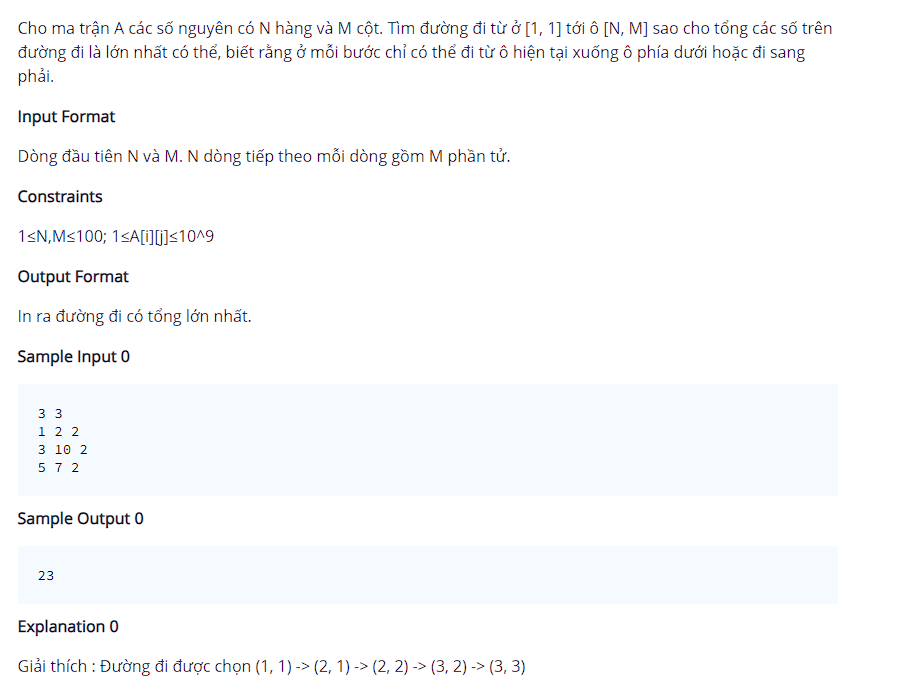 Cho ma trận A các số nguyên có N hàng và M cột. Tìm đường đi từ ở [1, 1] tới ô [N, M] sao cho tổng các số trên
đường đi là lớn nhất có thể, biết rằng ở mỗi bước chỉ có thể đi từ ô hiện tại xuống ô phía dưới hoặc đi sang
phải.
Input Format
Dòng đầu tiên N và M. N dòng tiếp theo mỗi dòng gồm M phần tử.
Constraints
1≤N,M≤100; 1≤A[i][j]≤10^9
Output Format
In ra đường đi có tổng lớn nhất.
Sample Input 0
3 3
1 2 2
3 10 2
5 7 2
Sample Output 0
23
Explanation 0
Giải thích : Đường đi được chọn (1, 1) -> (2, 1) -> (2, 2) -> (3, 2) -> (3, 3)